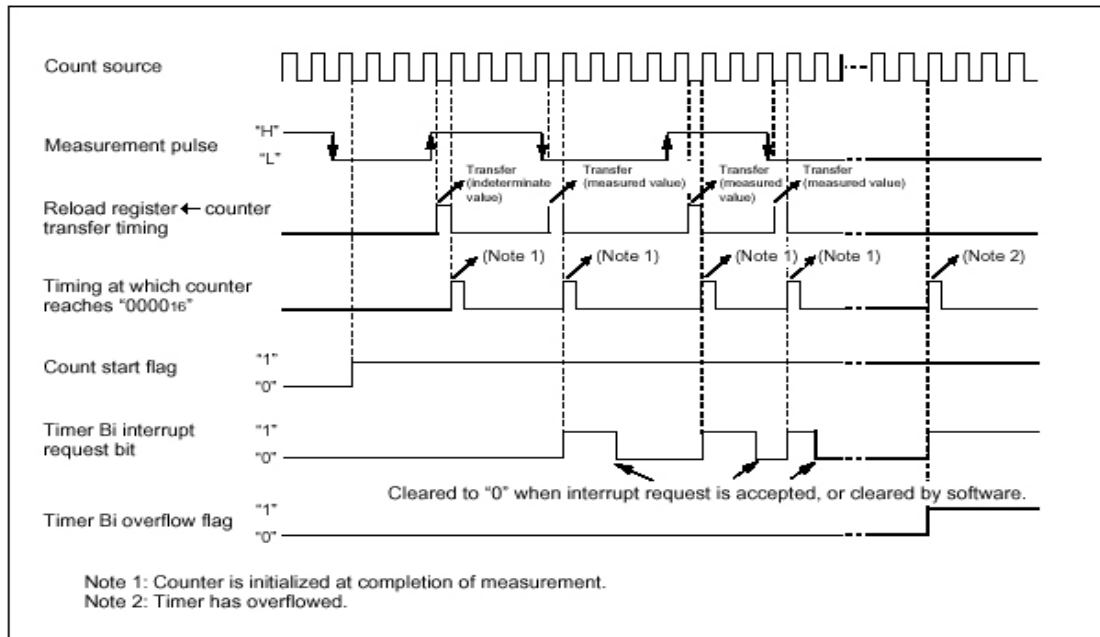 Count source
Measurement pulse
"H"
"L"
Transfer
(indeterminate
value)
Transfer
(measured value)
Transfer
(measured
value)
Transfer
(measured value)
Reload register ← counter
transfer timing
(Note 1)
(Note 1)
(Note 1)
(Note 1)
(Note 2)
Timing at which counter
reaches "000016"
Count start flag
"1"
"0"
Timer Bi interrupt
request bit
"1"
"0"
Cleared to "0" when interrupt request is accepted, or cleared by software.
Timer Bi overflow flag
"1"
"0"
Note 1: Counter is initialized at completion of measurement.
Note 2: Timer has overflowed.